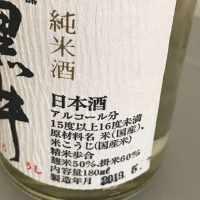 純米酒
日本酒
アルコール分
15度以上16度未満
原材料名 米(国産)、
米こうじ(国産米)
精米歩合
麹米50%、掛米60%
内容量180㎖
製造年月 2019. 5.